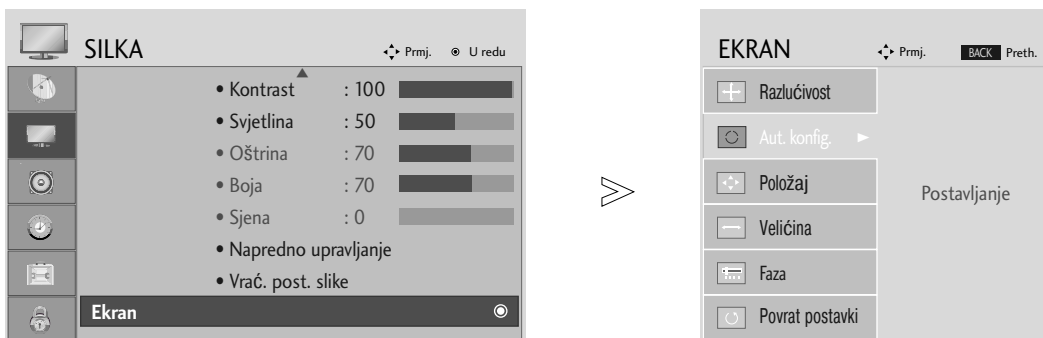 SILKA
Prmj. U redu
• Kontrast : 100
• Svjetlina : 50
• Oštrina : 70
• Boja : 70
• Sjena : 0
• Napredno upravljanje
• Vrać. post. slike
Ekran
EKRAN
Prmj. BACK Preth.
Razlućivost
Aut. konfig.
Položaj
Velićina
Faza
Povrat postavki
Postavljanje